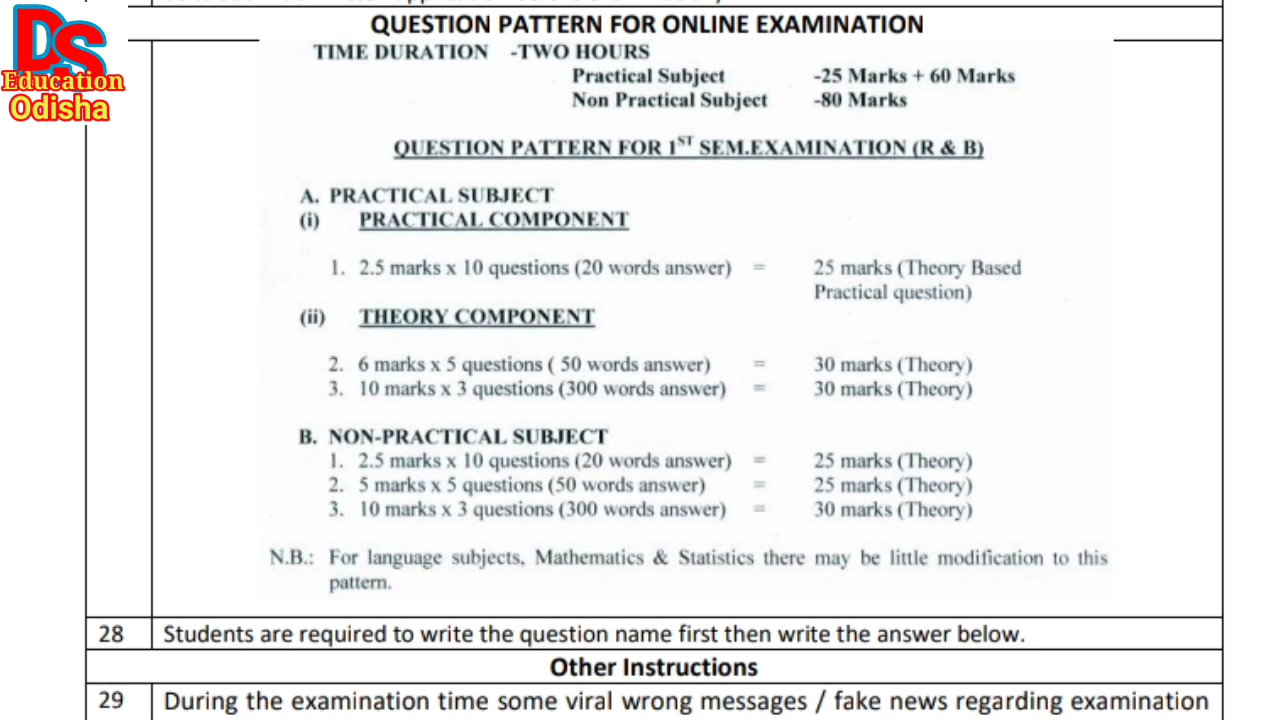 DS
Education
Odisha
QUESTION PATTERN FOR ONLINE EXAMINATION
TIME DURATION -TWO HOURS
Practical Subject -25 Marks + 60 Marks
Non Practical Subject -80 Marks
QUESTION PATTERN FOR 1ST SEM.EXAMINATION (R & B)
A. PRACTICAL SUBJECT
(i) PRACTICAL COMPONENT
1. 2.5 marks x 10 questions (20 words answer) = 25 marks (Theory Based
Practical question)
(ii) THEORY COMPONENT
2. 6 marks x 5 questions ( 50 words answer) = 30 marks (Theory)
3. 10 marks x 3 questions (300 words answer) = 30 marks (Theory)
B. NON-PRACTICAL SUBJECT
1. 2.5 marks x 10 questions (20 words answer) = 25 marks (Theory)
2. 5 marks x 5 questions (50 words answer) = 25 marks (Theory)
3. 10 marks x 3 questions (300 words answer) = 30 marks (Theory)
N.B.: For language subjects, Mathematics & Statistics there may be little modification to this
pattern.
28 Students are required to write the question name first then write the answer below.
Other Instructions
29 During the examination time some viral wrong messages / fake news regarding examination